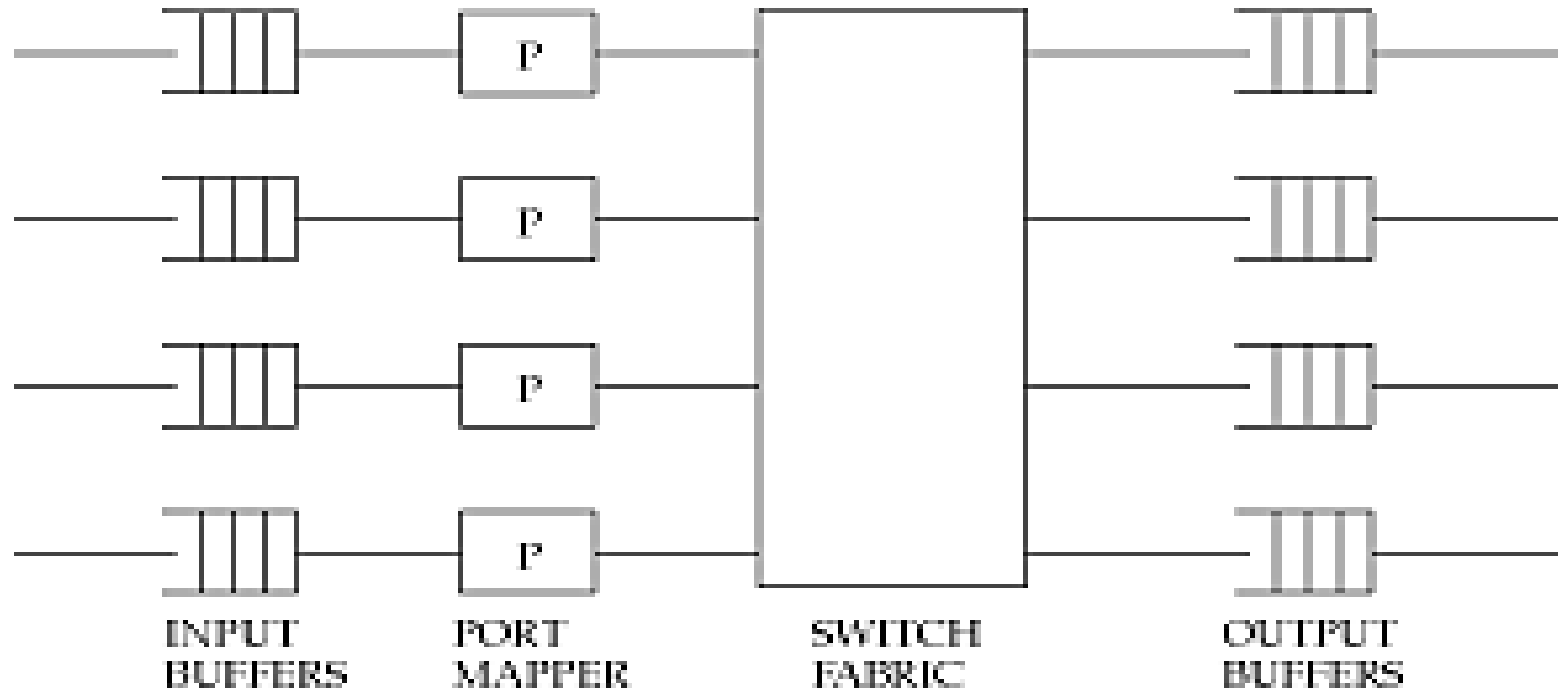 P
P
P
P
INPUT
BUFFERS
PORT
MAPPER
SWITCH
FABRIC
OUTPUT
BUFFERS